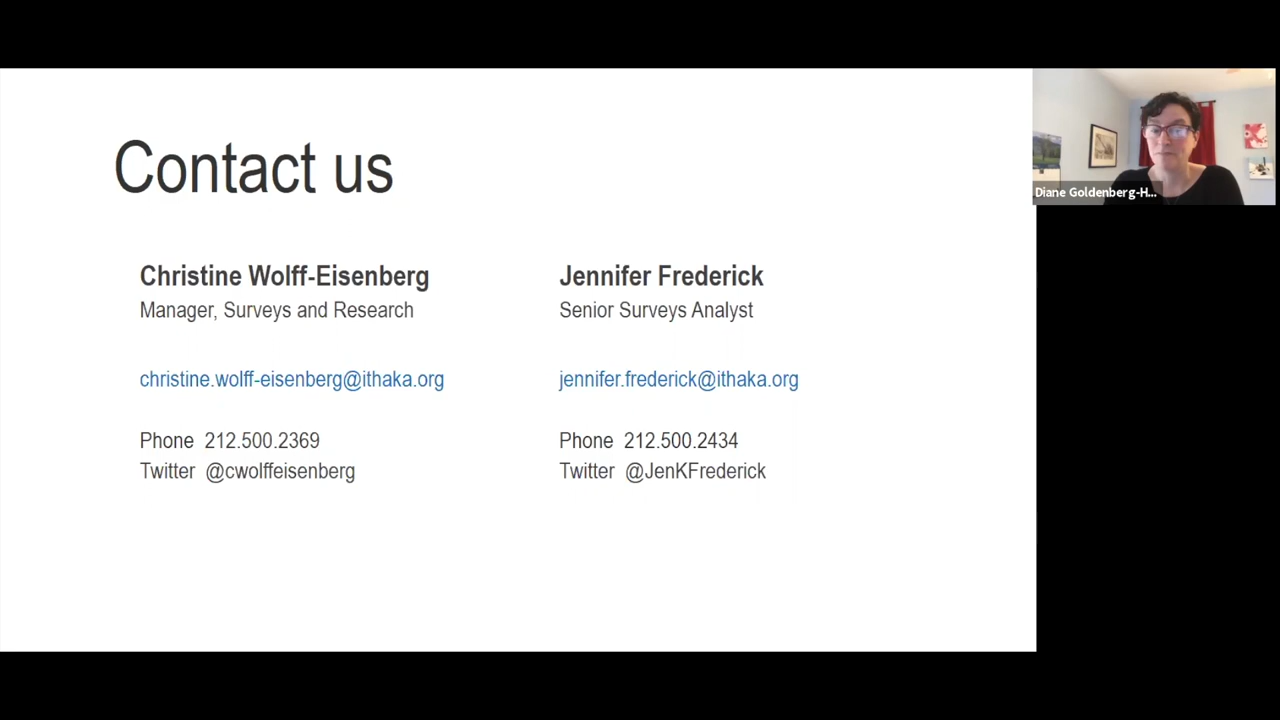 Contact us
Christine Wolff-Eisenberg
Manager, Surveys and Research
christine.wolff-eisenberg@ithaka.org
Phone 212.500.2369
Twitter @cwolffeisenberg
Jennifer Frederick
Senior Surveys Analyst
jennifer.frederick@ithaka.org
Phone 212.500.2434
Twitter @JenKFrederick
Diane Goldenberg-H...